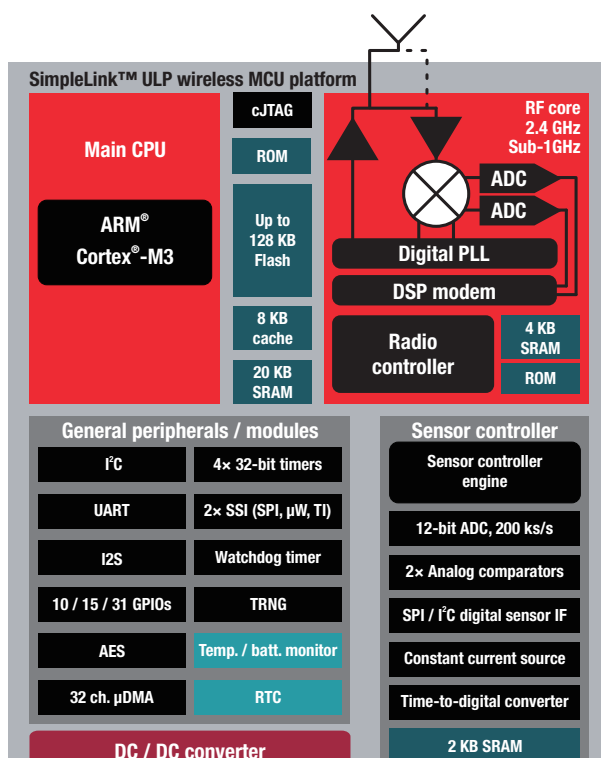 SimpleLink™ ULP wireless MCU platform
Main CPU
ARM®
Cortex®-M3
cJTAG
ROM
Up to
128 KB
Flash
8 KB
cache
20 KB
SRAM
RF core
2.4 GHz
Sub-1GHz
ADC
ADC
Digital PLL
DSP modem
Radio
controller
4 KB
SRAM
ROM
General peripherals / modules
I²C
4× 32-bit timers
UART
2× SSI (SPI, µW, TI)
I2S
Watchdog timer
10 / 15 / 31 GPIOs
TRNG
AES
Temp. / batt. monitor
32 ch. µDMA
RTC
DC / DC converter
Sensor controller
Sensor controller
engine
12-bit ADC, 200 ks/s
2× Analog comparators
SPI / I²C digital sensor IF
Constant current source
Time-to-digital converter
2 KB SRAM